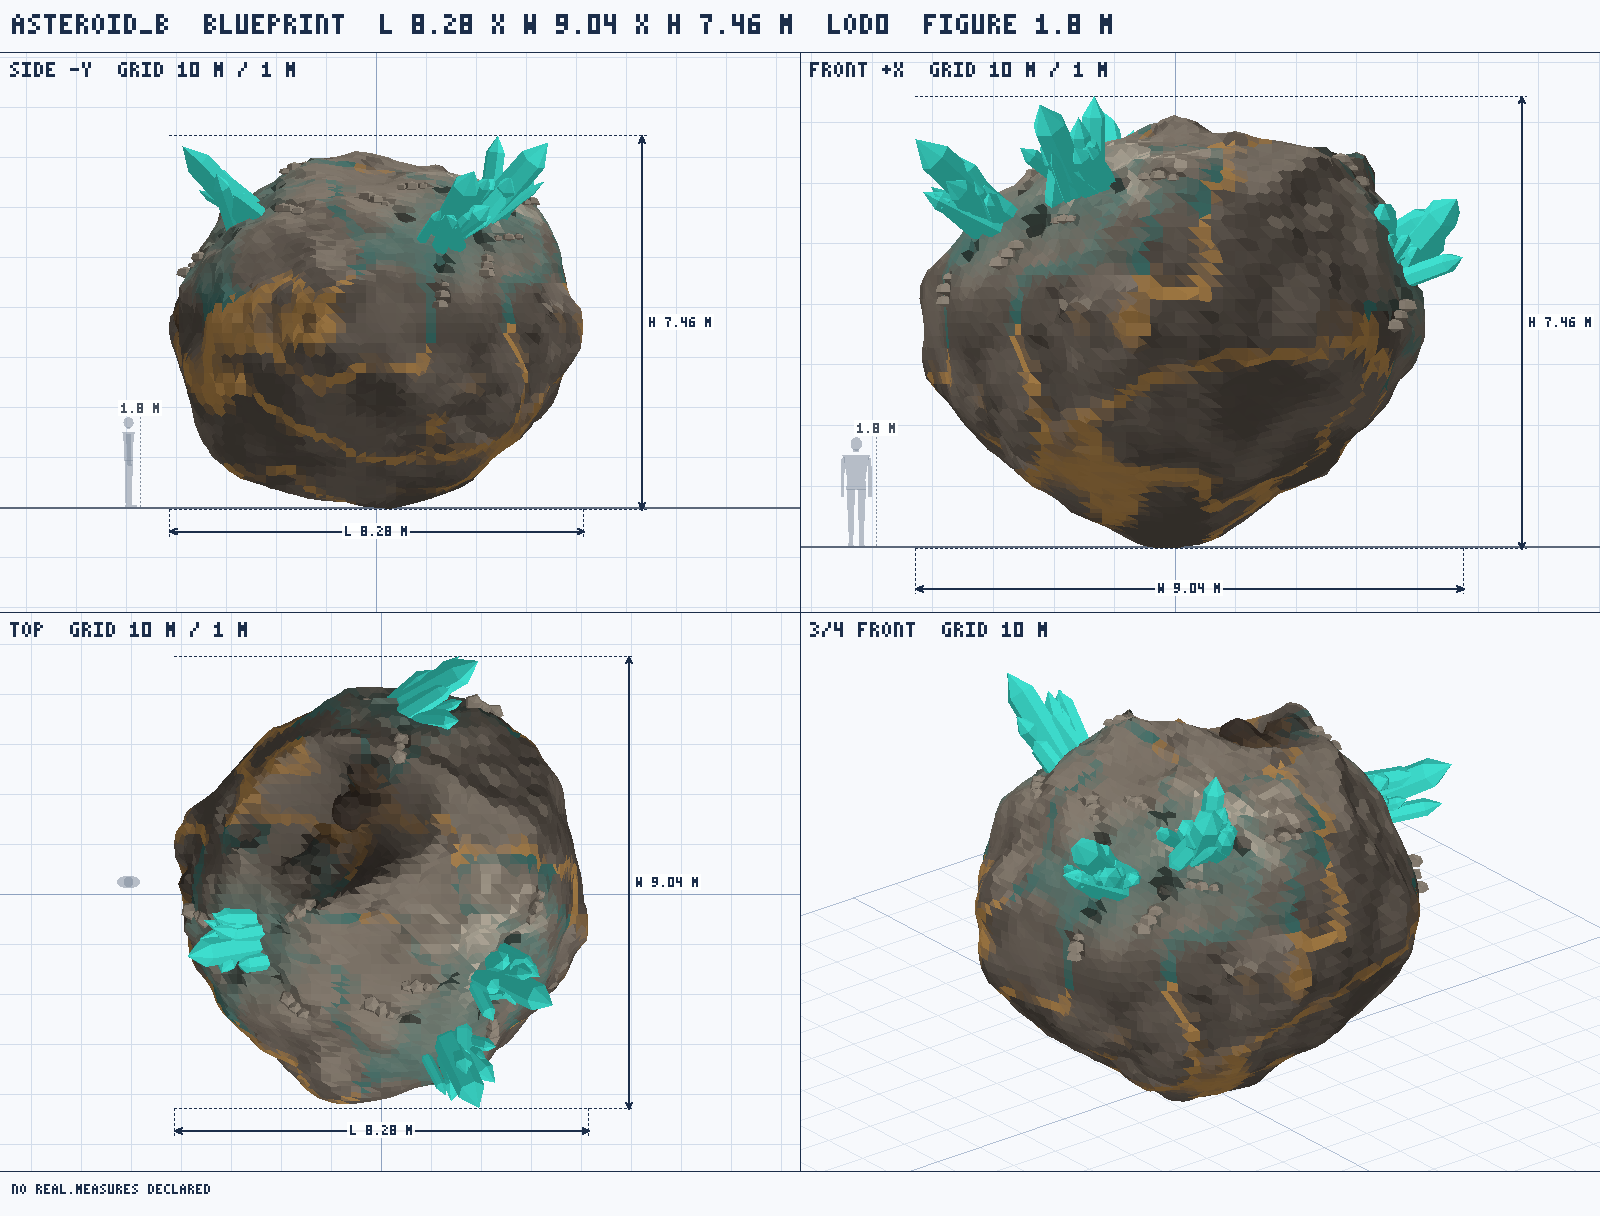 ASTEROID_B BLUEPRINT L 8.28 X W 9.04 X H 7.46 M LOD0 FIGURE 1.8 M
SIDE -Y GRID 10 M / 1 M
H 7.46 M
1.8 M
L 8.28 M
FRONT +X GRID 10 M / 1 M
H 7.46 M
1.8 M
W 9.04 M
TOP GRID 10 M / 1 M
W 9.04 M
L 8.28 M
3/4 FRONT GRID 10 M
NO REAL.MEASURES DECLARED